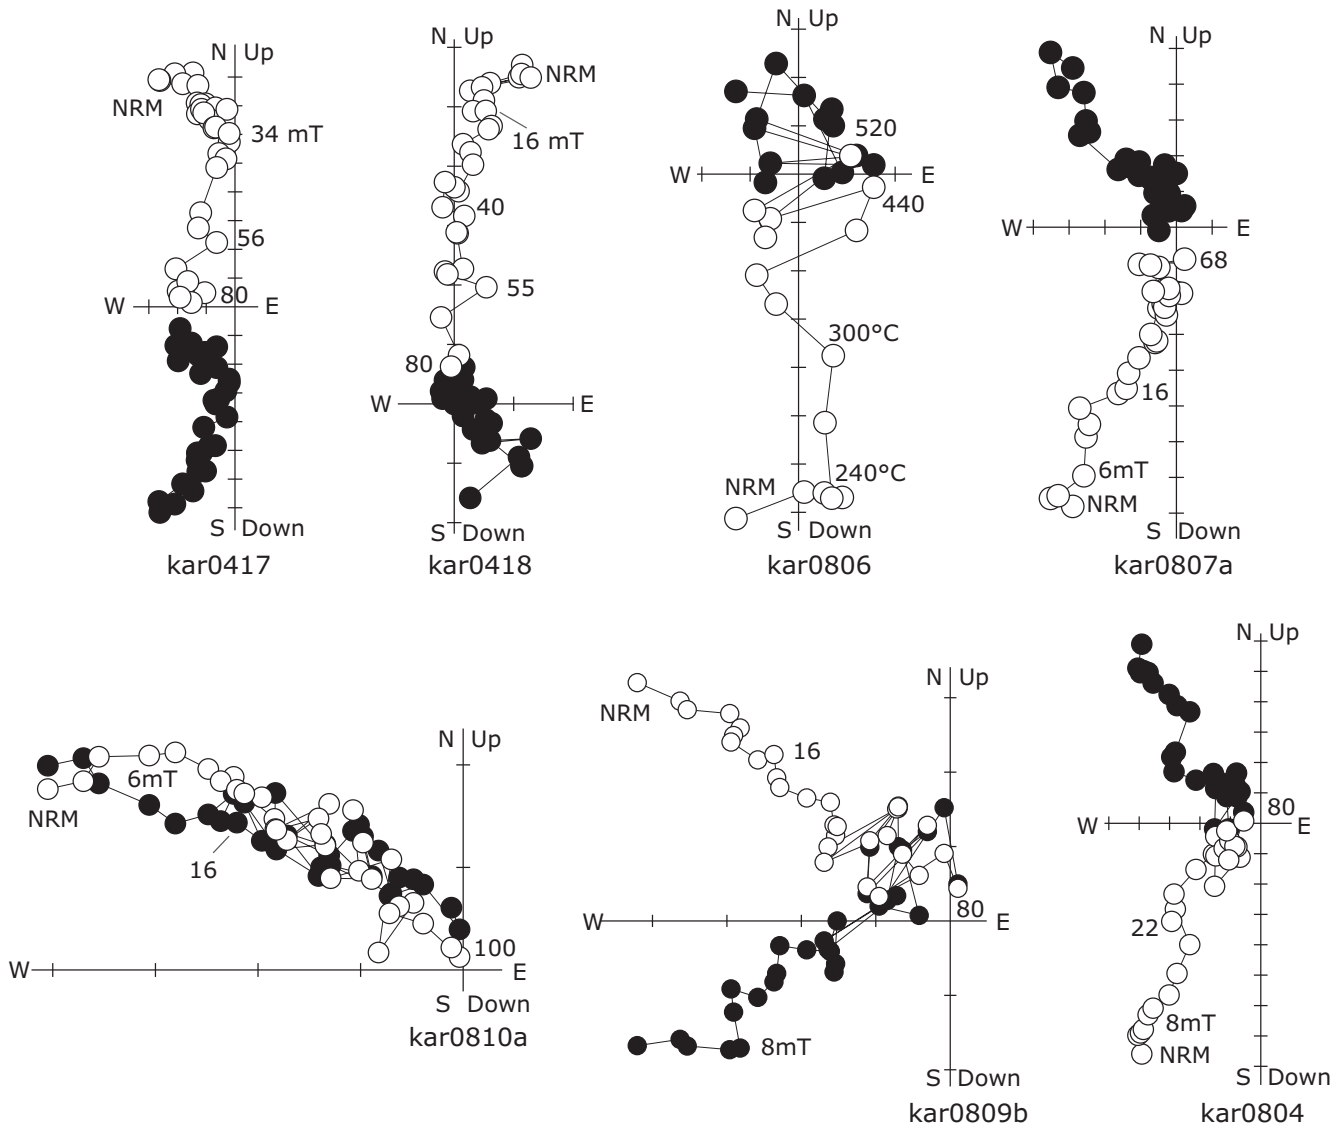 N Up
NRM
34 mT
56
80
W E
S Down
kar0417
N Up
NRM
16 mT
40
55
80
W E
S Down
kar0418
N Up
520
W E
440
300°C
240°C
NRM
S Down
kar0806
N Up
W E
68
16
6mT
NRM
S Down
kar0807a
N Up
6mT
NRM
16
100
W E
S Down
kar0810a
N Up
NRM
16
80
W E
8mT
S Down
kar0809b
N Up
80
W E
22
8mT
NRM
S Down
kar0804